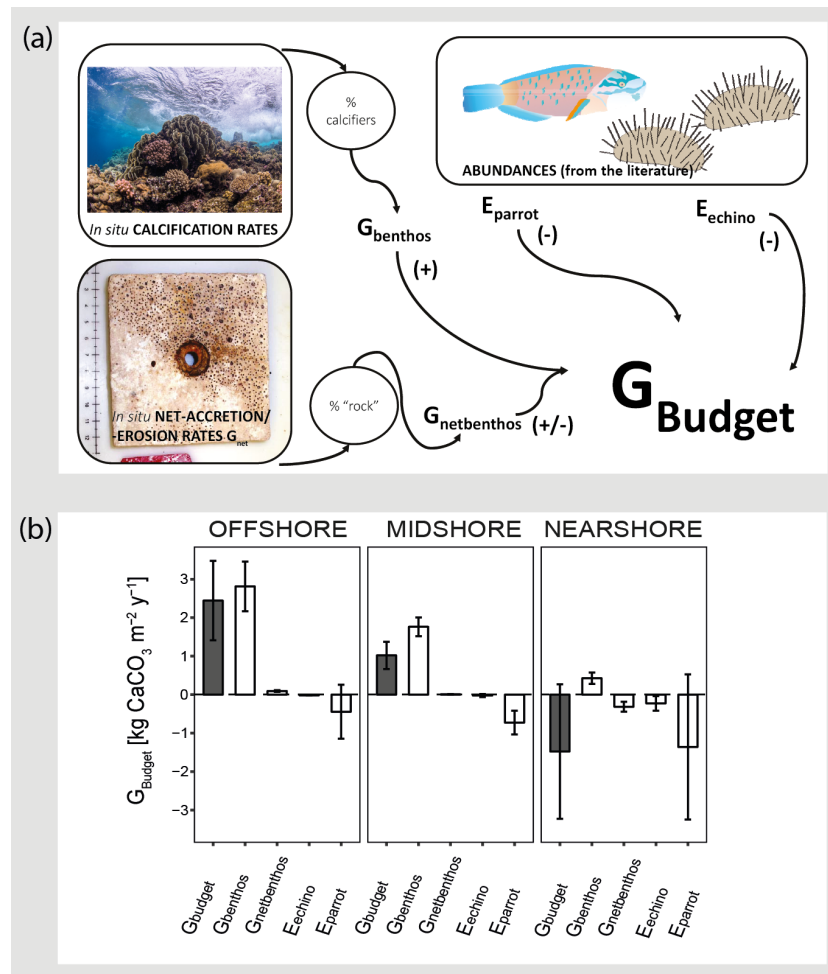 (a)
%
calcifiers
ABUNDANCES (from the literature)
In situ CALCIFICATION RATES
G benthos
(+)
E parrot
(-)
E echino
(-)
In situ NET-ACCRETION/
-EROSION RATES G net
% “rock”
G netbenthos
(+/-)
G Budget
(b)
OFFSHORE MIDSHORE NEARSHORE
G Budget [kg CaCO3 m−2 y−1]
3
2
1
0
−1
−2
−3
Gbudget Gbenthos Gnetbenthos Eechino Eparrot Gbudget Gbenthos Gnetbenthos Eechino Eparrot Gbudget Gbenthos Gnetbenthos Eechino Eparrot